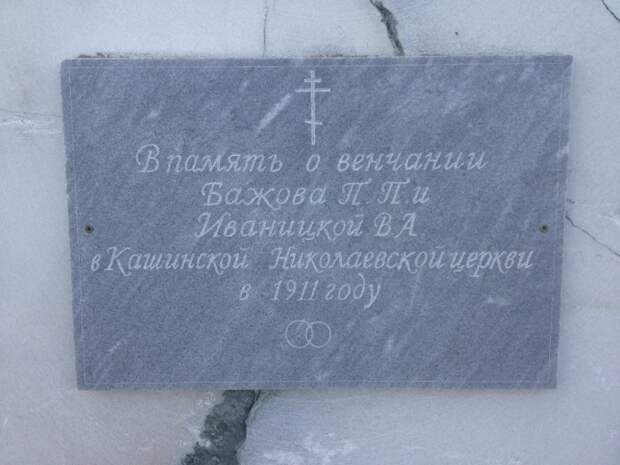 В память о венчании
Бажова П. П. и
Иваницкой В А
в Кашинской Николаевской церкви
в 1911 году